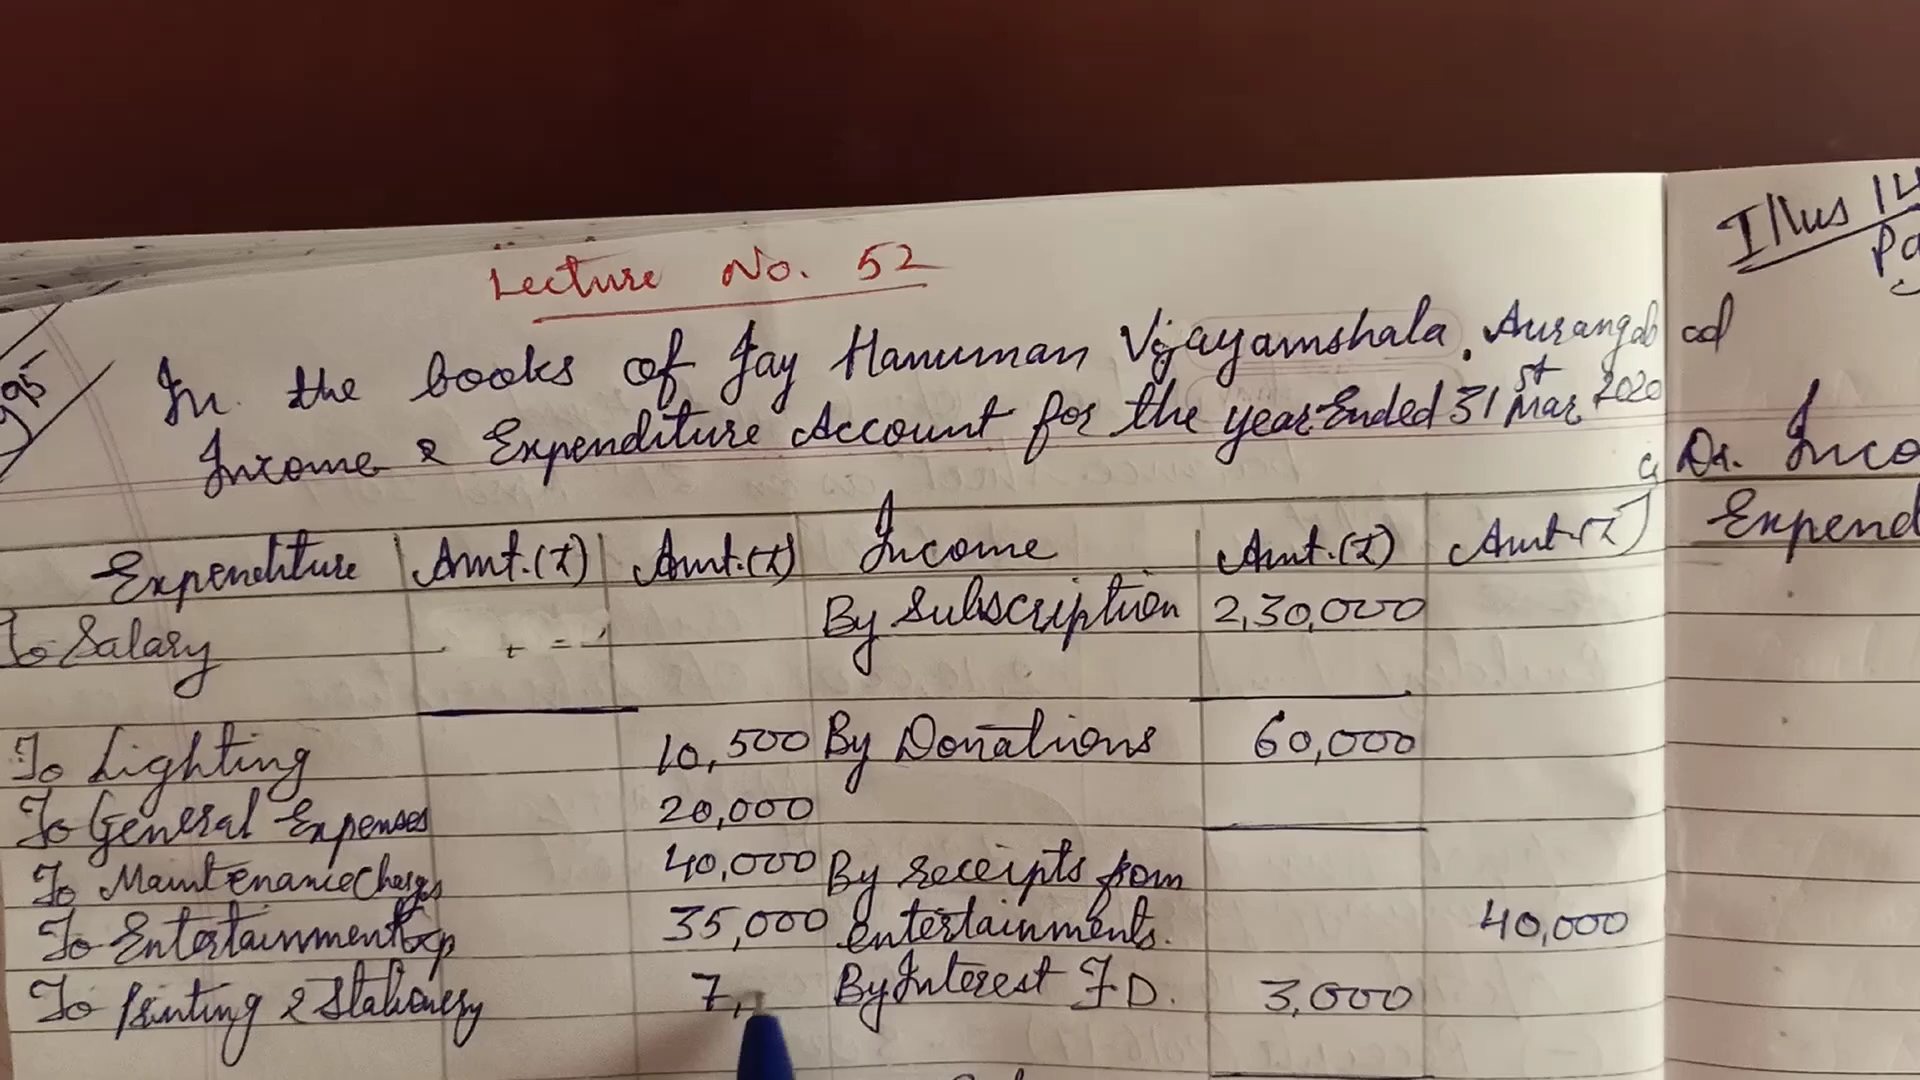 Lecture No. 52
In the books of Jay Hanuman Vyayamshala. Aurangabad
Income & Expenditure Account for the year Ended 31st Mar 2020
Expenditure Amt.(₹) Amt.(₹) Income Amt.(₹) Amt.(₹)
To Salary By Subscription 2,30,000
To Lighting 10,500 By Donations 60,000
To General Expenses 20,000
To Maintenance Charges 40,000 By receipts from
To Entertainment Exp 35,000 entertainments. 40,000
To Printing & Stationery 7, By Interest F.D. 3,000
Illus 14
Pg
Dr. Inco
Expend